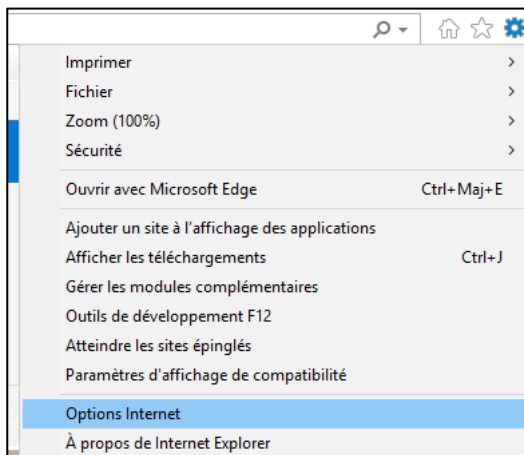 Imprimer
Fichier
Zoom (100%)
Sécurité
Ouvrir avec Microsoft Edge Ctrl+Maj+E
Ajouter un site à l'affichage des applications
Afficher les téléchargements Ctrl+J
Gérer les modules complémentaires
Outils de développement F12
Atteindre les sites épinglés
Paramètres d'affichage de compatibilité
Options Internet
À propos de Internet Explorer